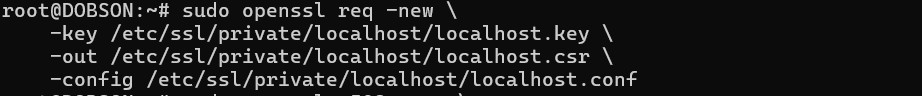 root@DOBSON:~# sudo openssl req -new \
    -key /etc/ssl/private/localhost/localhost.key \
    -out /etc/ssl/private/localhost/localhost.csr \
    -config /etc/ssl/private/localhost/localhost.conf